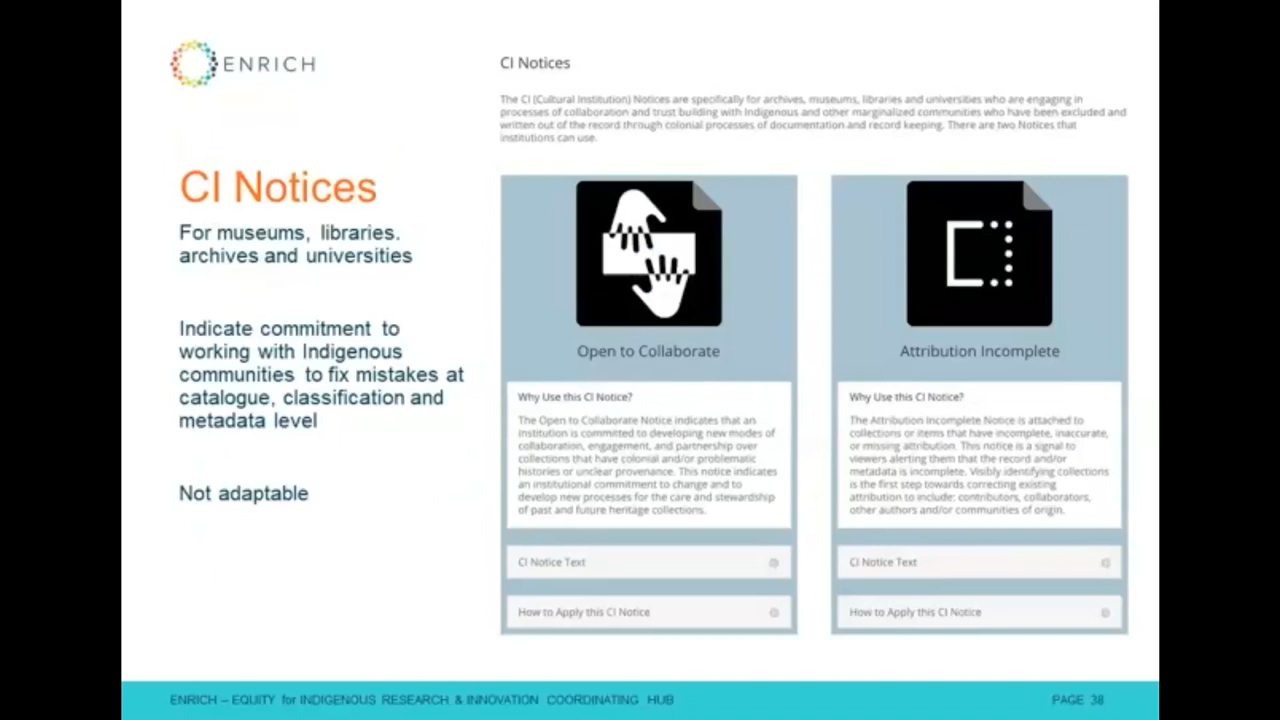 ENRICH
CI Notices
For museums, libraries.
archives and universities
Indicate commitment to
working with Indigenous
communities to fix mistakes at
catalogue, classification and
metadata level
Not adaptable
CI Notices
The CI (Cultural Institution) Notices are specifically for archives, museums, libraries and universities who are engaging in
processes of collaboration and trust building with Indigenous and other marginalized communities who have been excluded and
written out of the record through colonial processes of documentation and record keeping. There are two Notices that
institutions can use.
Open to Collaborate
Why Use this CI Notice?
The Open to Collaborate Notice indicates that an
institution is committed to developing new modes of
collaboration, engagement, and partnership over
collections that have colonial and/or problematic
histories or unclear provenance. This notice indicates
an institutional commitment to change and to
develop new processes for the care and stewardship
of past and future heritage collections.
CI Notice Text
How to Apply this CI Notice
Attribution Incomplete
Why Use this CI Notice?
The Attribution Incomplete Notice is attached to
collections or items that have incomplete, inaccurate,
or missing attribution. This notice is a signal to
viewers alerting them that the record and/or
metadata is incomplete. Visibly identifying collections
is the first step towards correcting existing
attribution to include: contributors, collaborators,
other authors and/or communities of origin.
CI Notice Text
How to Apply this CI Notice
ENRICH – EQUITY for INDIGENOUS RESEARCH & INNOVATION COORDINATING HUB
PAGE 38